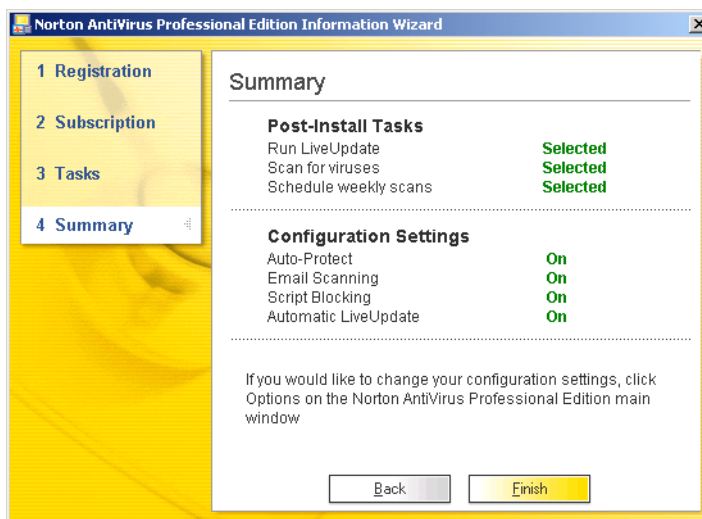 Norton AntiVirus Professional Edition Information Wizard
1 Registration
2 Subscription
3 Tasks
4 Summary
Summary
Post-Install Tasks
Run LiveUpdate Selected
Scan for viruses Selected
Schedule weekly scans Selected
Configuration Settings
Auto-Protect On
Email Scanning On
Script Blocking On
Automatic LiveUpdate On
If you would like to change your configuration settings, click
Options on the Norton AntiVirus Professional Edition main
window
Back Finish